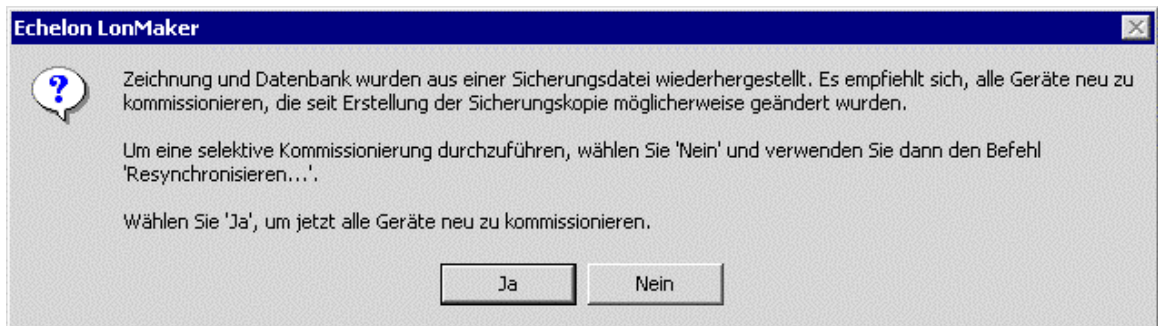 Echelon LonMaker
Zeichnung und Datenbank wurden aus einer Sicherungsdatei wiederhergestellt. Es empfiehlt sich, alle Geräte neu zu
kommissionieren, die seit Erstellung der Sicherungskopie möglicherweise geändert wurden.
Um eine selektive Kommissionierung durchzuführen, wählen Sie 'Nein' und verwenden Sie dann den Befehl
'Resynchronisieren...'.
Wählen Sie 'Ja', um jetzt alle Geräte neu zu kommissionieren.
Ja
Nein